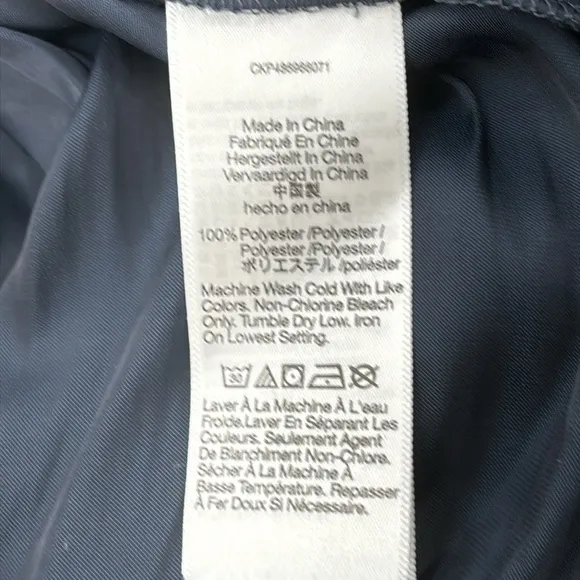 CKP486966071
Made In China
Fabriqué En Chine
Hergestellt In China
Vervaardigd In China
中国製
hecho en china
100% Polyester /Polyester/
Polyester/Polyester/
ポリエステル /poliéster
Machine Wash Cold With Like
Colors. Non-Chlorine Bleach
Only. Tumble Dry Low. Iron
On Lowest Setting.
30
Laver À La Machine À L'eau
Froide.Laver En Séparant Les
Couleurs. Seulement Agent
De Blanchiment Non-Chlore.
Sécher À La Machine À
Basse Température. Repasser
À Fer Doux Si Nécessaire.